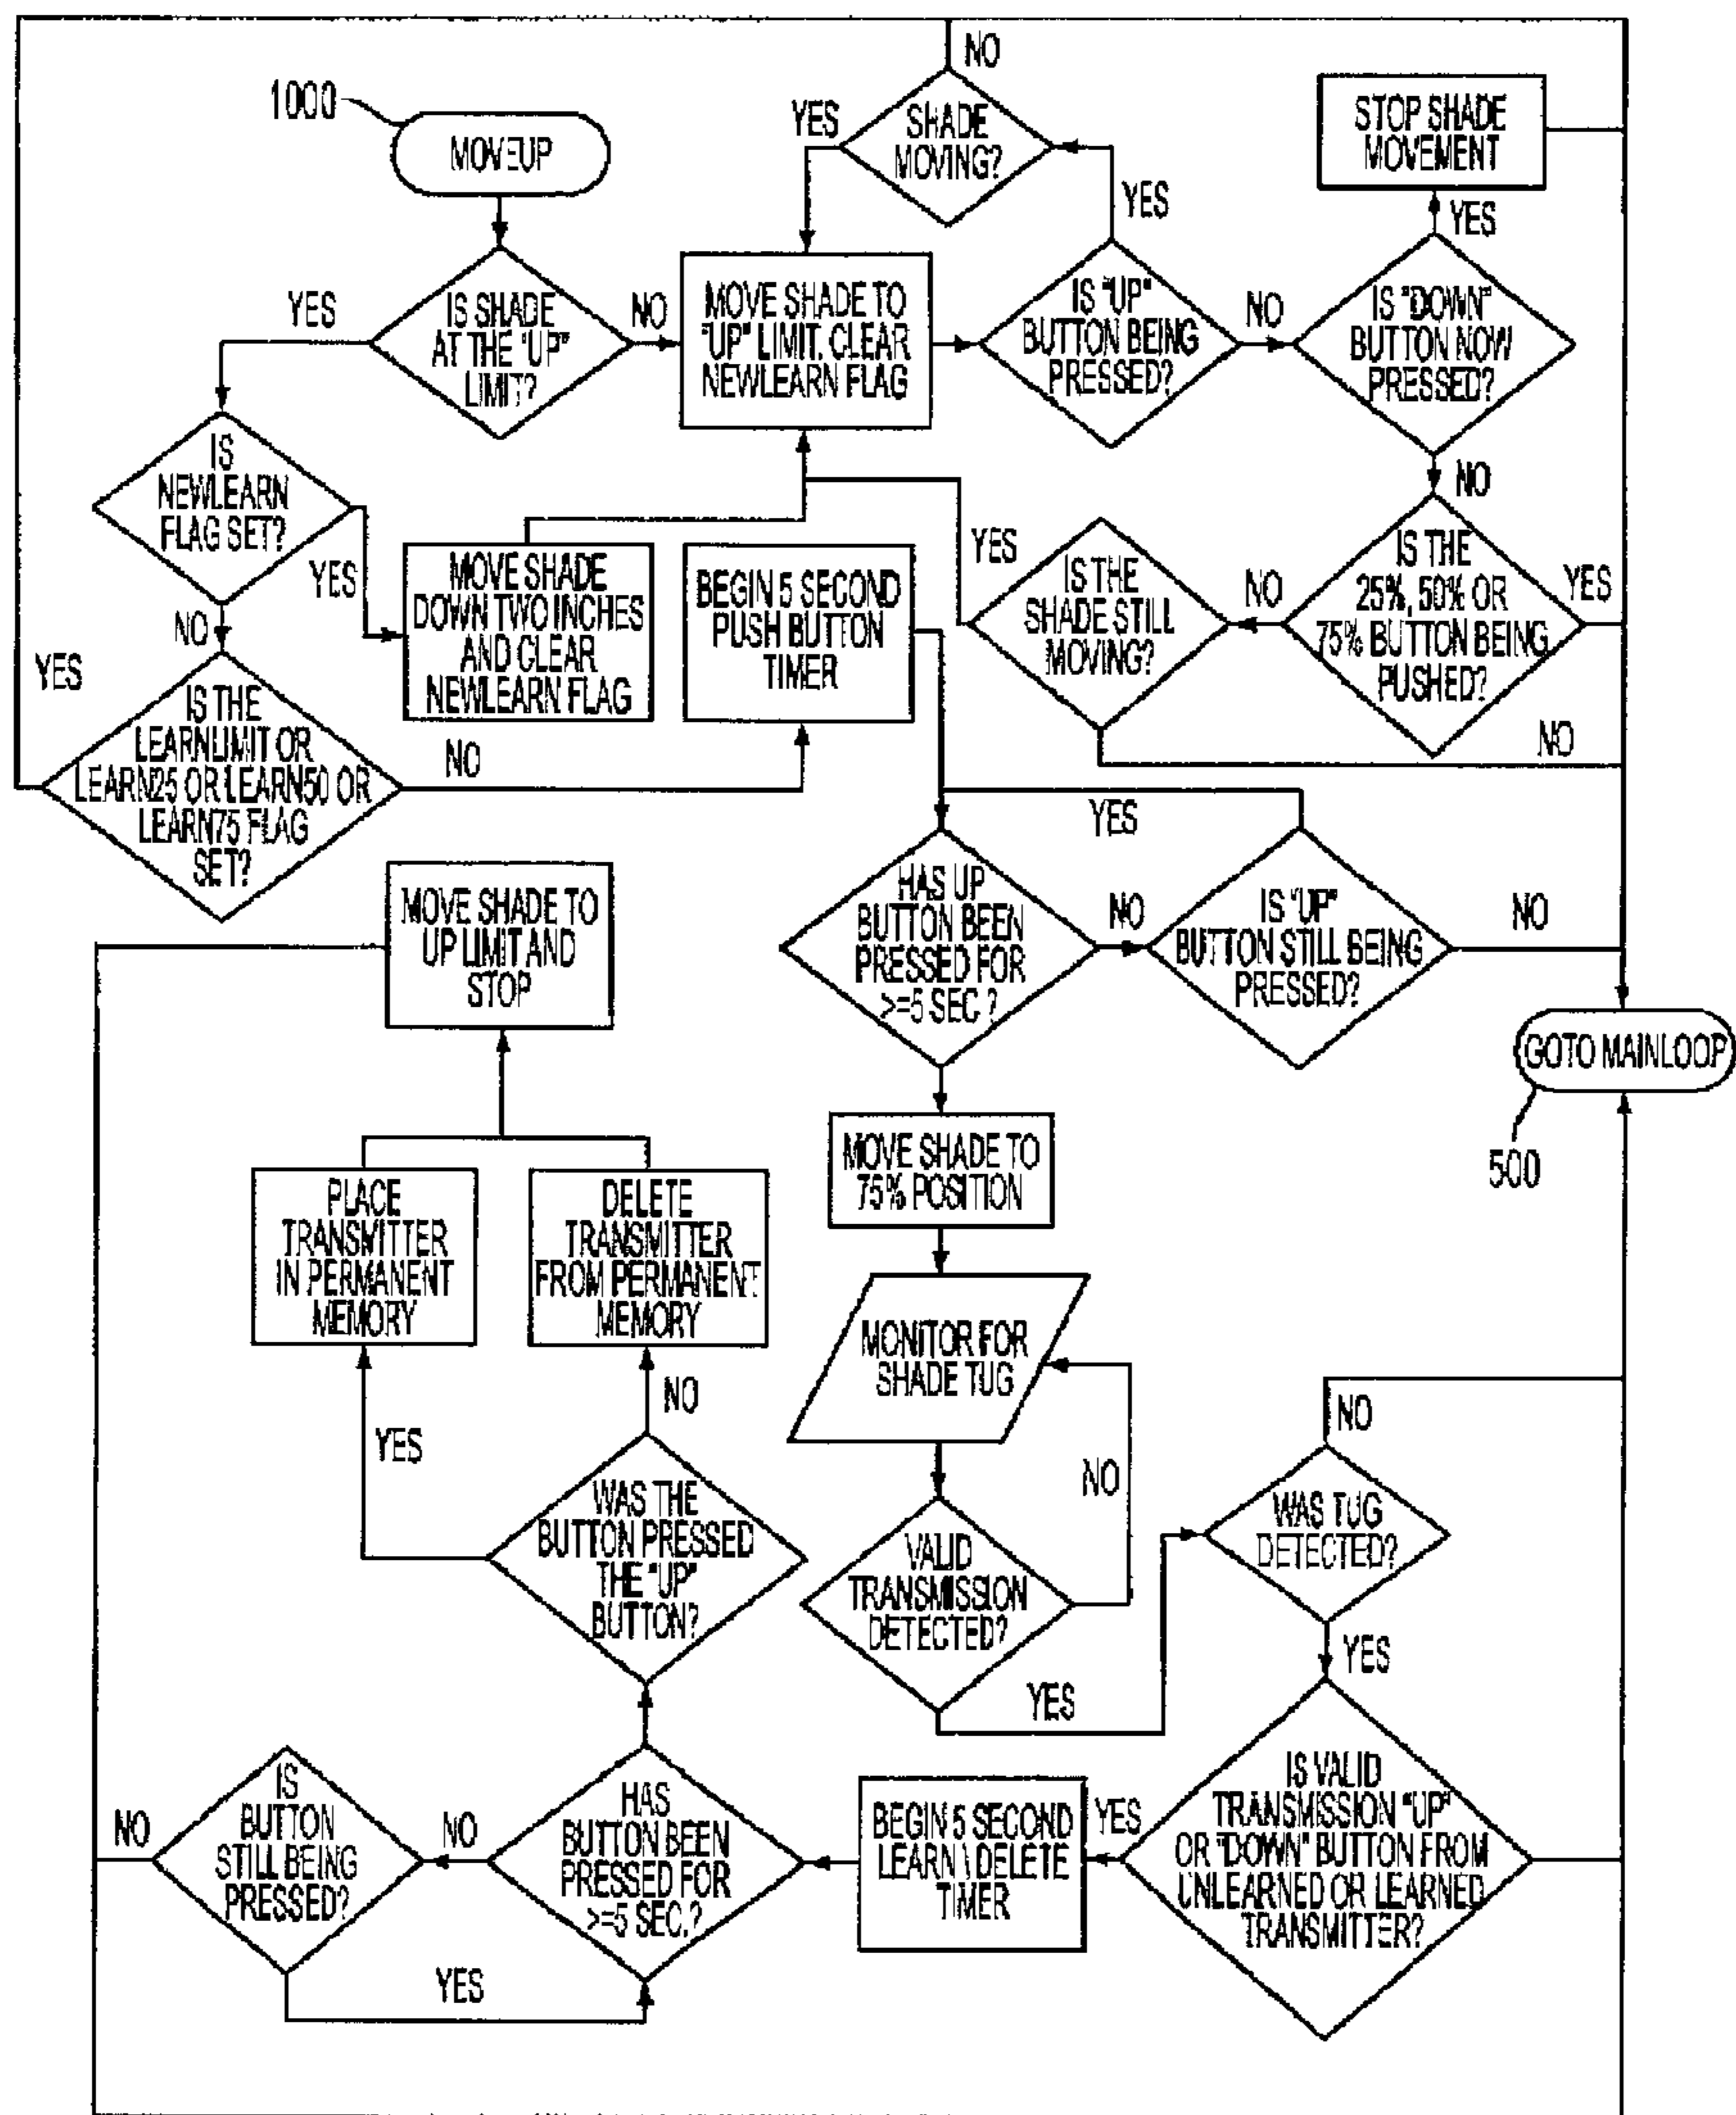 NO
1000
MOVEUP
YES
SHADE
MOVING?
STOP SHADE
MOVEMENT
YES
YES
YES
IS SHADE
AT THE "UP"
LIMIT?
NO
MOVE SHADE TO
"UP" LIMIT. CLEAR
NEWLEARN FLAG
IS "UP"
BUTTON BEING
PRESSED?
NO
IS "DOWN"
BUTTON NOW
PRESSED?
NO
IS
NEWLEARN
FLAG SET?
YES
MOVE SHADE
DOWN TWO INCHES
AND CLEAR
NEWLEARN FLAG
BEGIN 5 SECOND
PUSH BUTTON
TIMER
YES
IS THE
SHADE STILL
MOVING?
NO
IS THE
25%, 50% OR
75% BUTTON BEING
PUSHED?
YES
NO
NO
YES
IS THE
LEARNLIMIT OR
LEARN25 OR LEARN50 OR
LEARN75 FLAG
SET?
NO
YES
MOVE SHADE TO
UP LIMIT AND
STOP
HAS UP
BUTTON BEEN
PRESSED FOR
>=5 SEC ?
NO
IS "UP"
BUTTON STILL BEING
PRESSED?
NO
GOTO MAINLOOP
500
MOVE SHADE TO
75% POSITION
PLACE
TRANSMITTER
IN PERMANENT
MEMORY
DELETE
TRANSMITTER
FROM PERMANENT
MEMORY
MONITOR FOR
SHADE TUG
NO
YES
NO
NO
WAS THE
BUTTON PRESSED
THE "UP"
BUTTON?
VALID
TRANSMISSION
DETECTED?
WAS TUG
DETECTED?
YES
YES
NO
IS
BUTTON
STILL BEING
PRESSED?
NO
HAS
BUTTON BEEN
PRESSED FOR
>=5 SEC.?
BEGIN 5 SECOND
LEARN \ DELETE
TIMER
YES
IS VALID
TRANSMISSION "UP"
OR "DOWN" BUTTON FROM
UNLEARNED OR LEARNED
TRANSMITTER?
YES